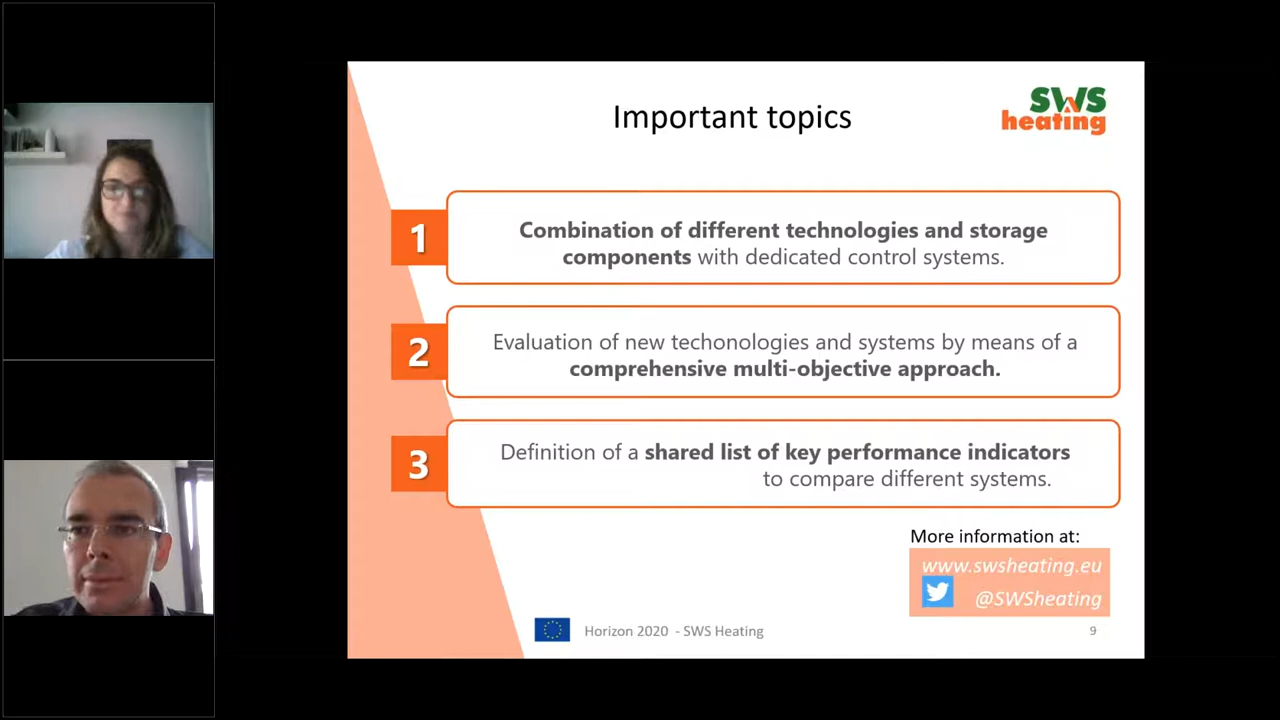 Important topics
SWS
heating
1
Combination of different technologies and storage
components with dedicated control systems.
2
Evaluation of new techonologies and systems by means of a
comprehensive multi-objective approach.
3
Definition of a shared list of key performance indicators
to compare different systems.
More information at:
www.swsheating.eu
@SWSheating
Horizon 2020 - SWS Heating
9